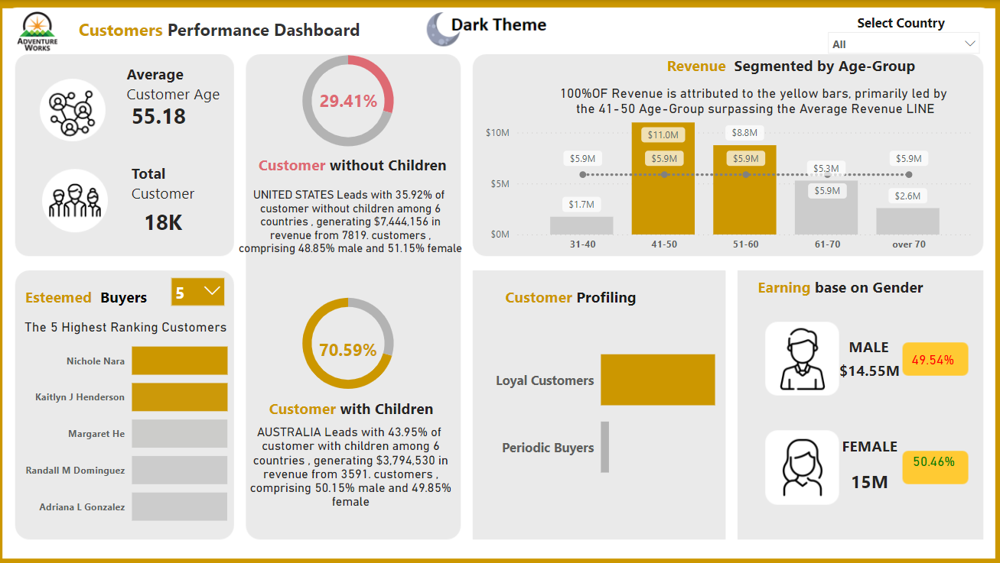 ADVENTURE
WORKS
Customers Performance Dashboard
Dark Theme
Select Country
All
Average
Customer Age
55.18
Total
Customer
18K
29.41%
Customer without Children
UNITED STATES Leads with 35.92% of
customer without children among 6
countries , generating $7,444,156 in
revenue from 7819. customers ,
comprising 48.85% male and 51.15% female
70.59%
Customer with Children
AUSTRALIA Leads with 43.95% of
customer with children among 6
countries , generating $3,794,530 in
revenue from 3591. customers ,
comprising 50.15% male and 49.85%
female
Revenue Segmented by Age-Group
100%OF Revenue is attributed to the yellow bars, primarily led by
the 41-50 Age-Group surpassing the Average Revenue LINE
$10M
$5M
$0M
$5.9M
$1.7M
$11.0M
$5.9M
$8.8M
$5.9M
$5.3M
$5.9M
$5.9M
$2.6M
31-40
41-50
51-60
61-70
over 70
Esteemed Buyers
5
The 5 Highest Ranking Customers
Nichole Nara
Kaitlyn J Henderson
Margaret He
Randall M Dominguez
Adriana L Gonzalez
Customer Profiling
Loyal Customers
Periodic Buyers
Earning base on Gender
MALE
$14.55M
49.54%
FEMALE
15M
50.46%